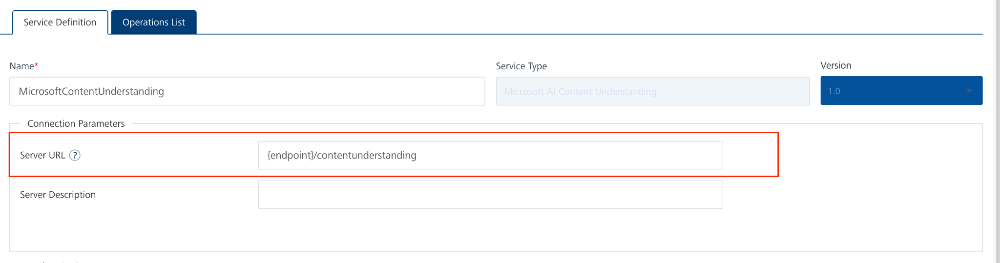 Service Definition
Operations List
Name*
Service Type
Version
MicrosoftContentUnderstanding
Microsoft AI Content Understanding
1.0
Connection Parameters
Server URL ?
{endpoint}/contentunderstanding
Server Description